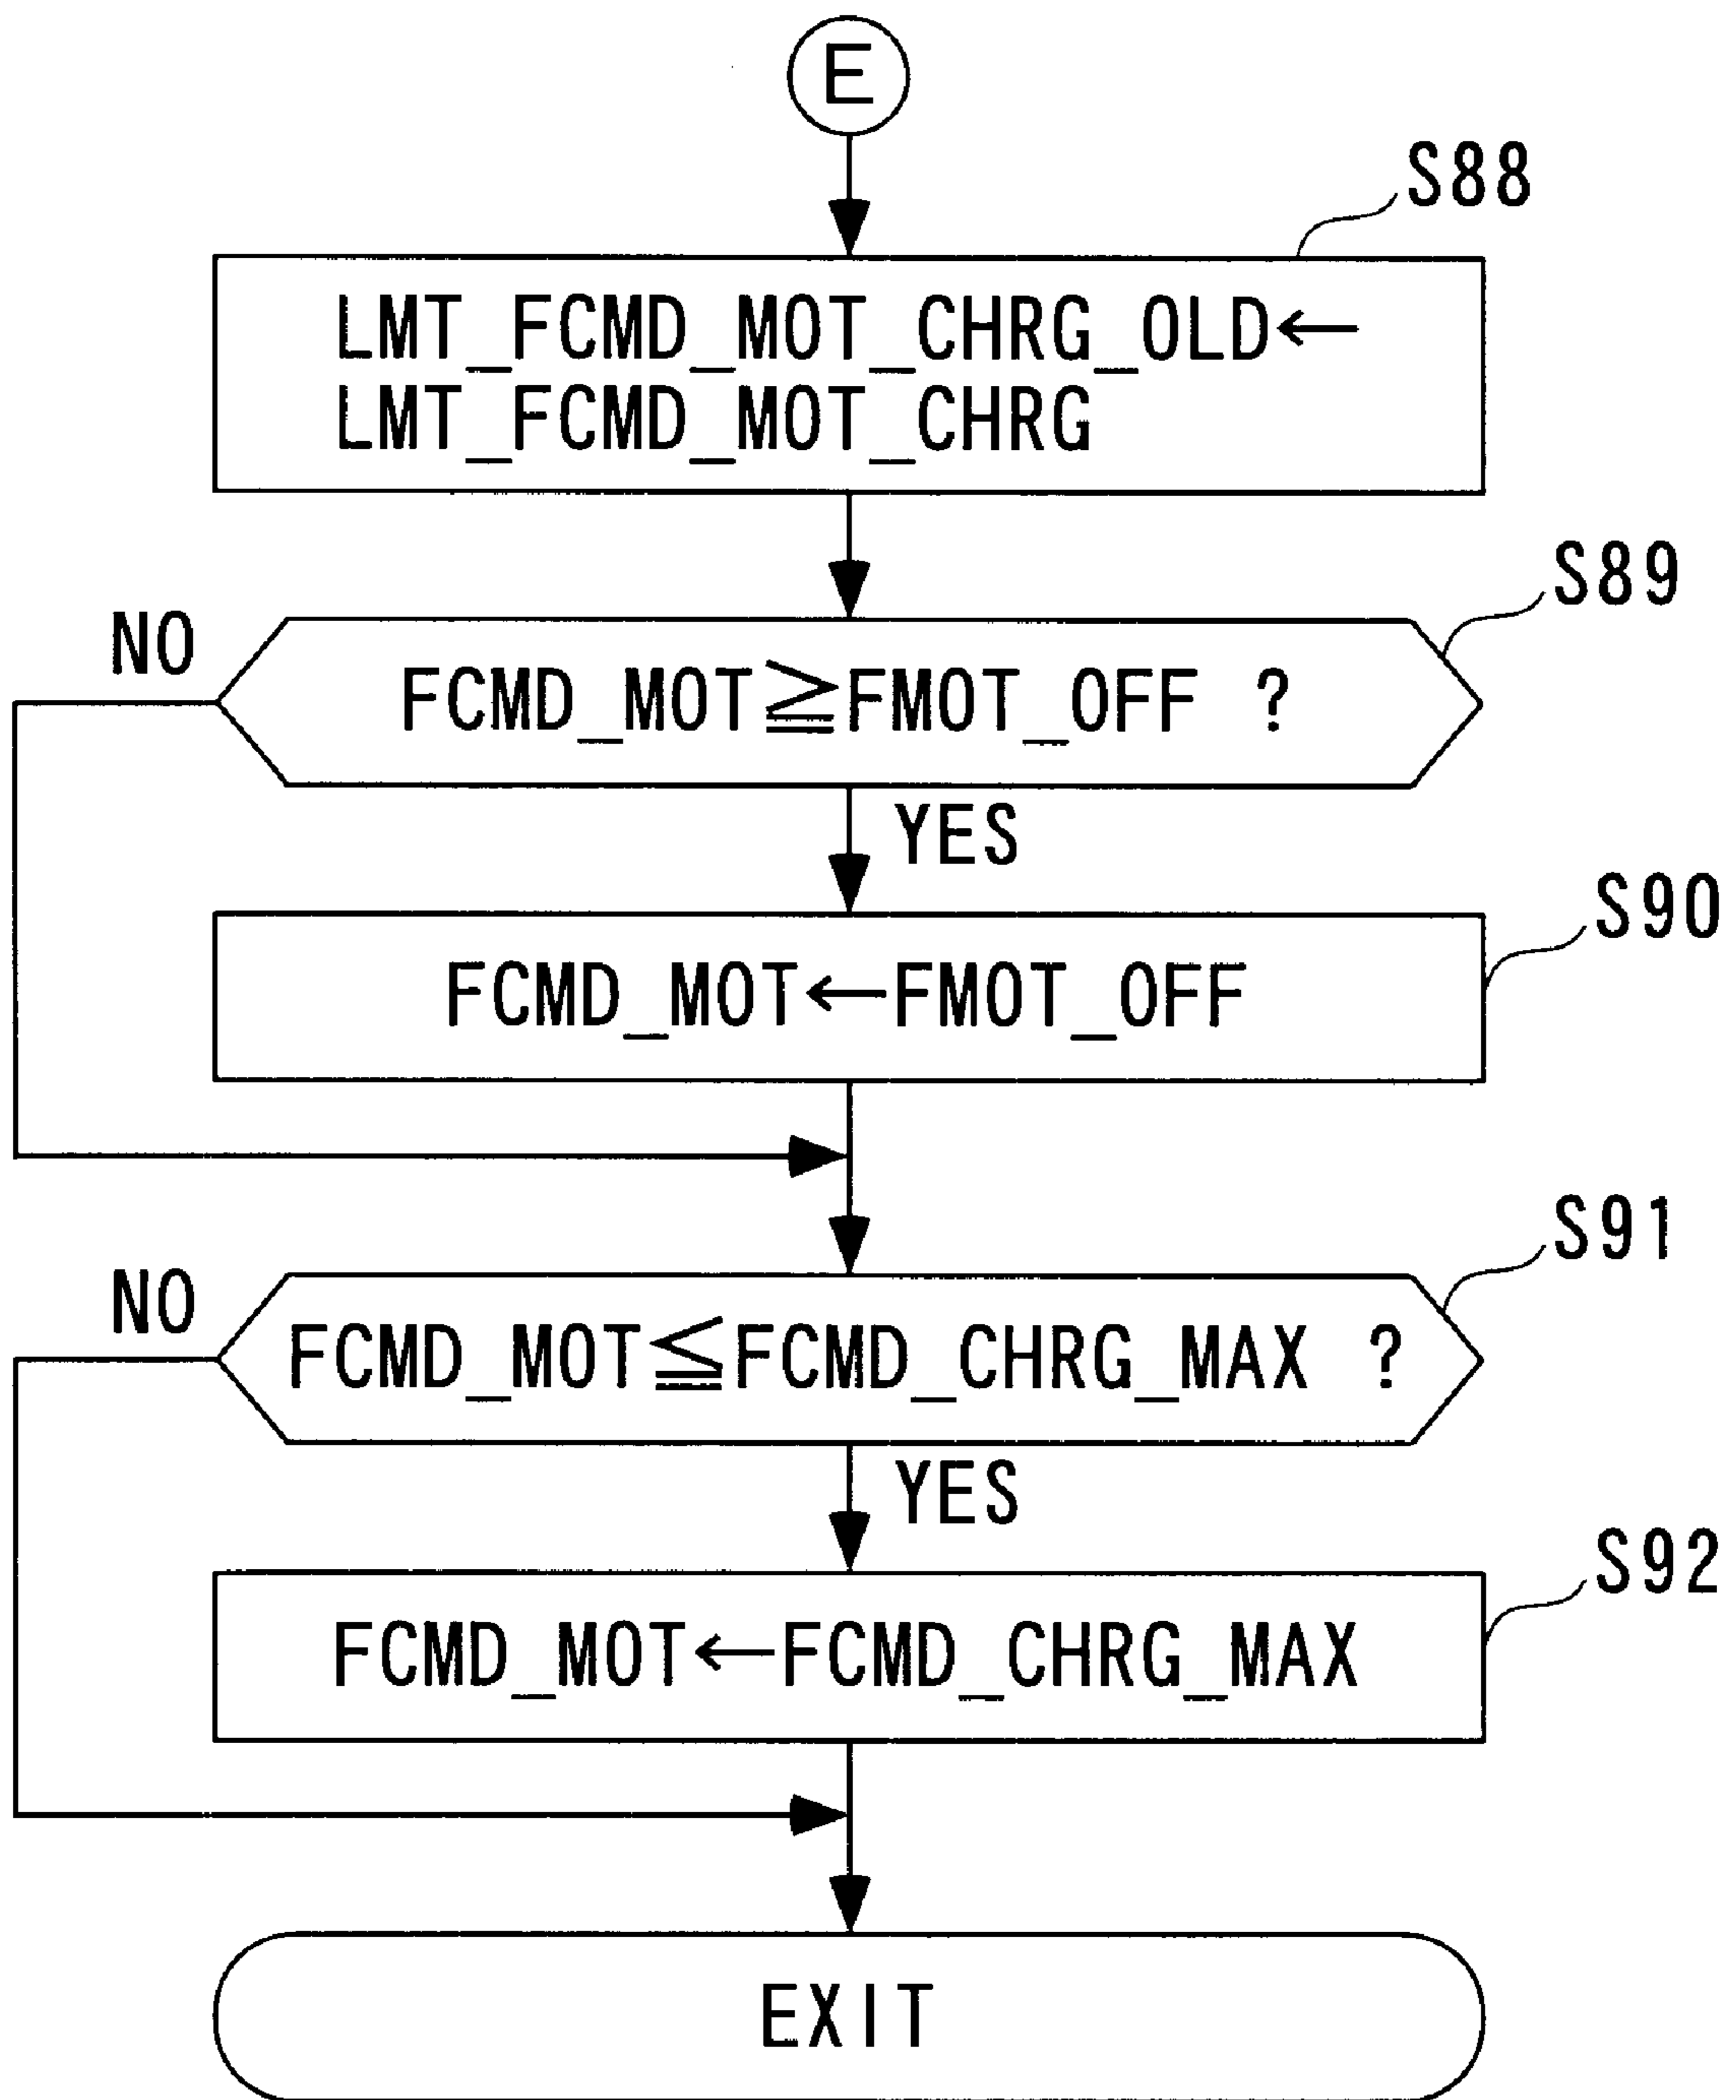 E
S88
LMT_FCMD_MOT_CHRG_OLD←
LMT_FCMD_MOT_CHRG
S89
NO
FCMD_MOT≧FMOT_OFF ?
YES
S90
FCMD_MOT←FMOT_OFF
S91
NO
FCMD_MOT≦FCMD_CHRG_MAX ?
YES
S92
FCMD_MOT←FCMD_CHRG_MAX
EXIT